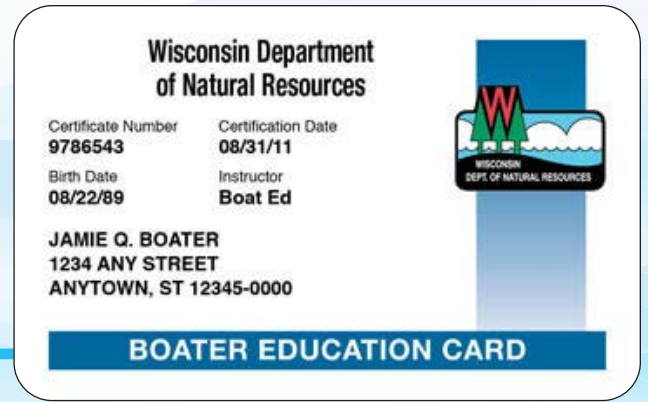 Wisconsin Department
of Natural Resources
Certificate Number Certification Date
9786543 08/31/11
Birth Date Instructor
08/22/89 Boat Ed
JAMIE Q. BOATER
1234 ANY STREET
ANYTOWN, ST 12345-0000
W
WISCONSIN
DEPT. OF NATURAL RESOURCES
BOATER EDUCATION CARD